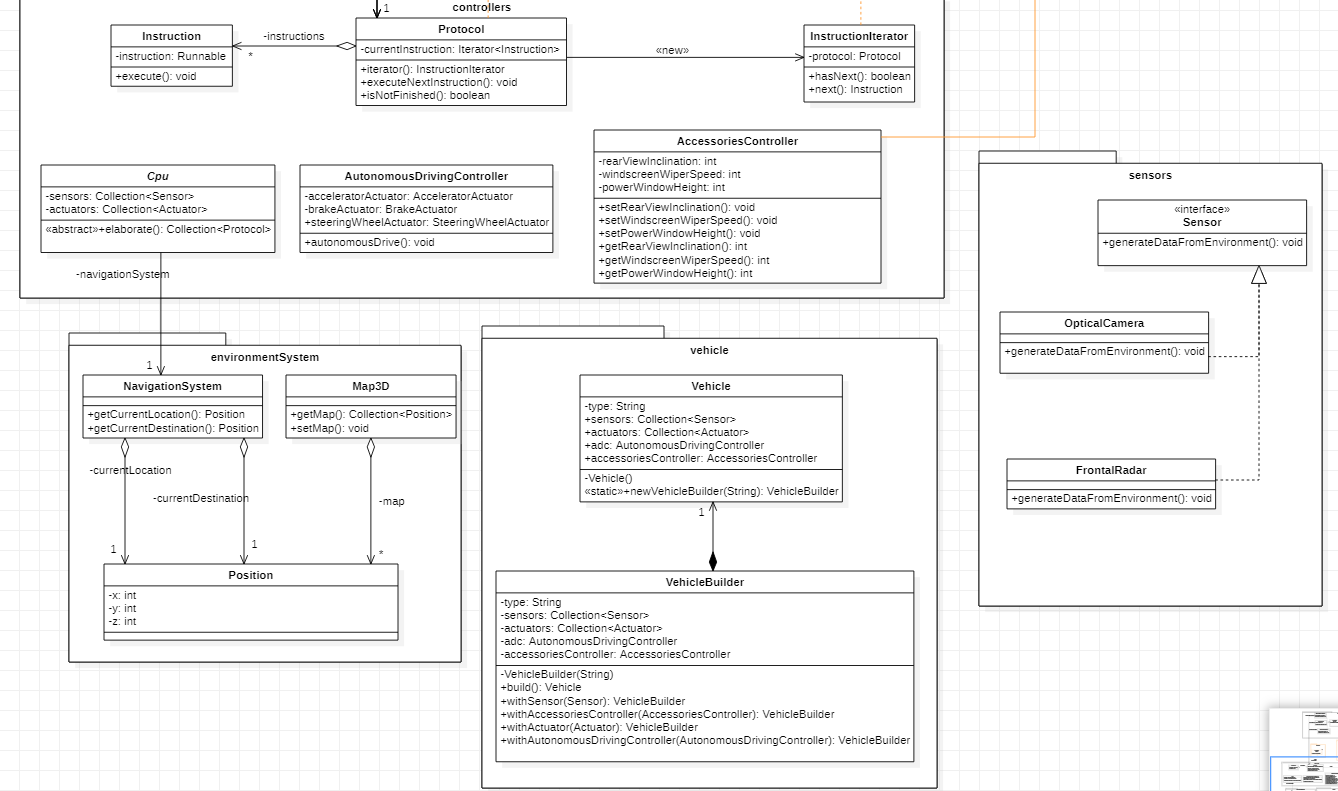 controllers
1
Instruction
-instruction: Runnable
+execute(): void
-instructions
*
Protocol
-currentInstruction: Iterator<Instruction>
+iterator(): InstructionIterator
+executeNextInstruction(): void
+isNotFinished(): boolean
«new»
InstructionIterator
-protocol: Protocol
+hasNext(): boolean
+next(): Instruction
Cpu
-sensors: Collection<Sensor>
-actuators: Collection<Actuator>
«abstract»+elaborate(): Collection<Protocol>
AutonomousDrivingController
-acceleratorActuator: AcceleratorActuator
-brakeActuator: BrakeActuator
+steeringWheelActuator: SteeringWheelActuator
+autonomousDrive(): void
AccessoriesController
-rearViewInclination: int
-windscreenWiperSpeed: int
-powerWindowHeight: int
+setRearViewInclination(): void
+setWindscreenWiperSpeed(): void
+setPowerWindowHeight(): void
+getRearViewInclination(): int
+getWindscreenWiperSpeed(): int
+getPowerWindowHeight(): int
-navigationSystem
1
environmentSystem
NavigationSystem
+getCurrentLocation(): Position
+getCurrentDestination(): Position
Map3D
+getMap(): Collection<Position>
+setMap(): void
-currentLocation
-currentDestination
-map
1
1
*
Position
-x: int
-y: int
-z: int
vehicle
Vehicle
-type: String
+sensors: Collection<Sensor>
+actuators: Collection<Actuator>
+adc: AutonomousDrivingController
+accessoriesController: AccessoriesController
-Vehicle()
«static»+newVehicleBuilder(String): VehicleBuilder
1
VehicleBuilder
-type: String
-sensors: Collection<Sensor>
-actuators: Collection<Actuator>
-adc: AutonomousDrivingController
-accessoriesController: AccessoriesController
-VehicleBuilder(String)
+build(): Vehicle
+withSensor(Sensor): VehicleBuilder
+withAccessoriesController(AccessoriesController): VehicleBuilder
+withActuator(Actuator): VehicleBuilder
+withAutonomousDrivingController(AutonomousDrivingController): VehicleBuilder
sensors
«interface»
Sensor
+generateDataFromEnvironment(): void
OpticalCamera
+generateDataFromEnvironment(): void
FrontalRadar
+generateDataFromEnvironment(): void